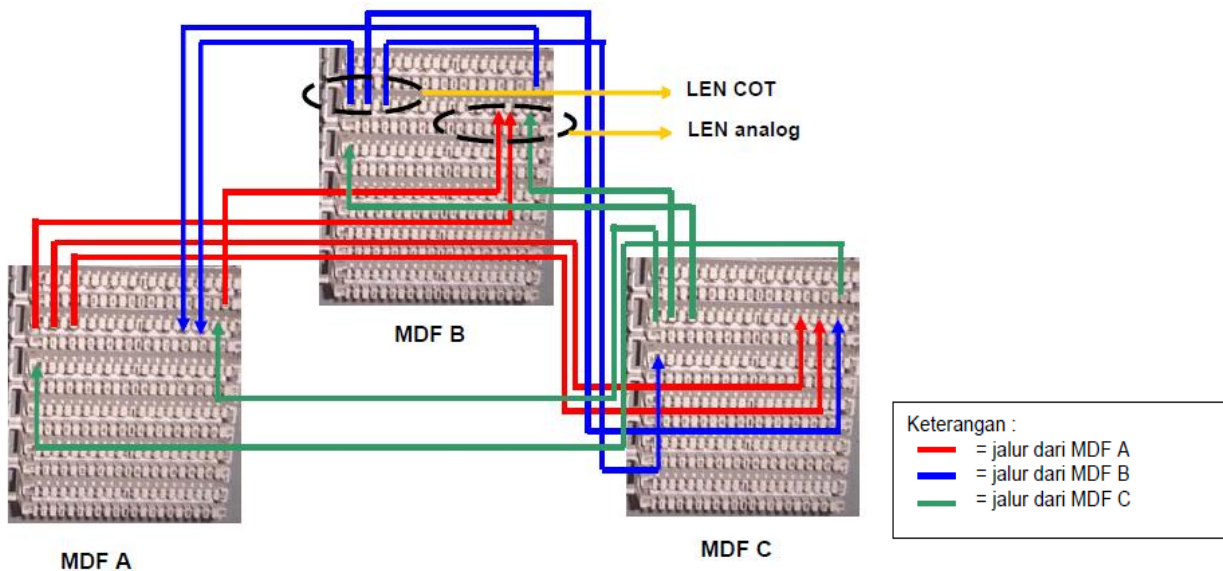 LEN COT
LEN analog
MDF B
MDF A
MDF C
Keterangan :
= jalur dari MDF A
= jalur dari MDF B
= jalur dari MDF C